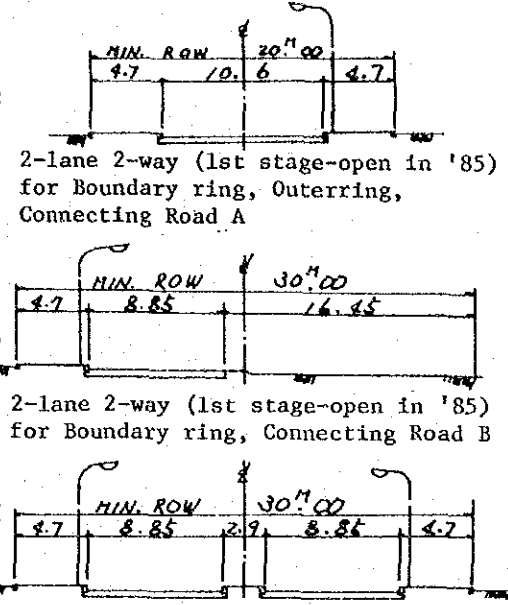 MIN. ROW 20.M00
4.7 10.6 4.7
2-lane 2-way (1st stage-open in '85)
for Boundary ring, Outerring,
Connecting Road A
MIN. ROW 30.M00
4.7 8.85 16.45
2-lane 2-way (1st stage-open in '85)
for Boundary ring, Connecting Road B
MIN. ROW 30.M00
4.7 8.85 2.9 8.85 4.7